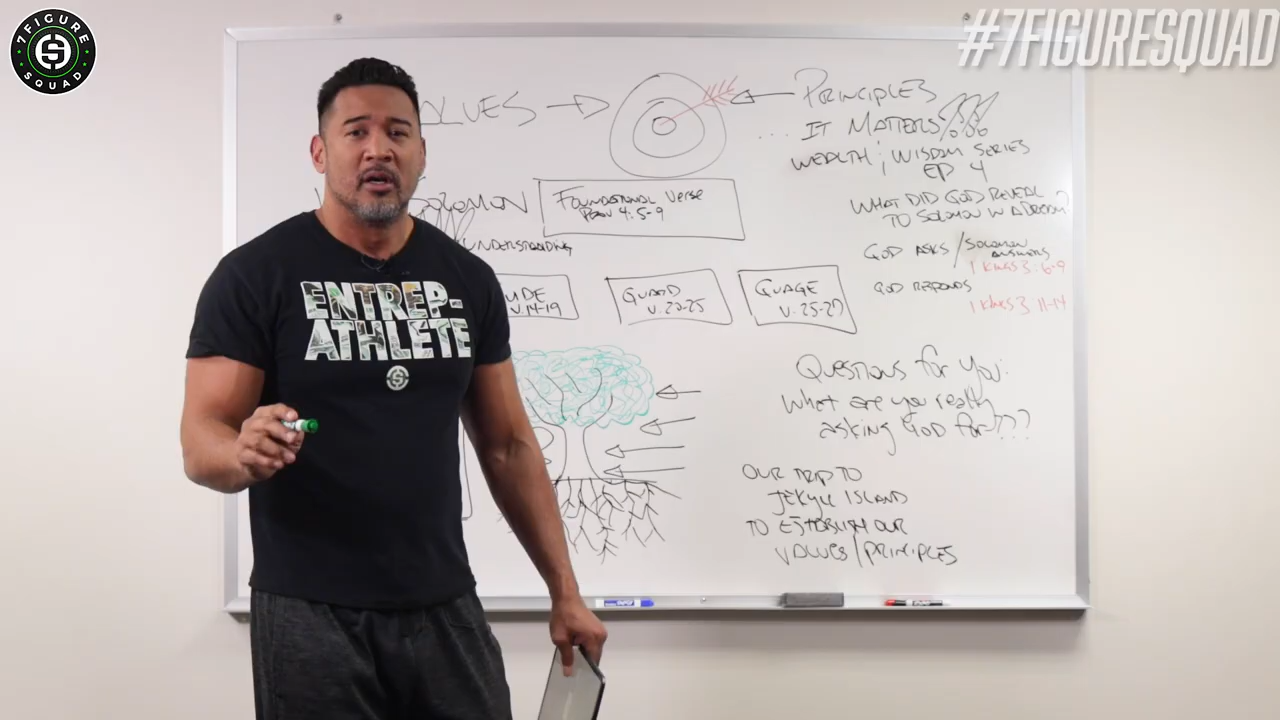 7 FIGURE
SQUAD
#7FIGURESQUAD
PRINCIPLES
... IT MATTERS
WEALTH & WISDOM SERIES
EP 4
SOLOMON
FOUNDATIONAL VERSE
PROV 4:5-9
UNDERSTANDING
WHAT DID GOD REVEAL
TO SOLOMON IN A DREAM?
GOD ASKS / SOLOMON
ANSWERS
1 KINGS 3:6-9
GOD RESPONDS
1 KINGS 3 11-14
V.14-19
GUARD
V.20-25
GUAGE
V.25-27
ENTREP-
ATHLETE
QUESTIONS FOR YOU:
WHAT ARE YOU REALLY
ASKING GOD FOR???
OUR TRIP TO
JEKYLL ISLAND
TO ESTABLISH OUR
VALUES/PRINCIPLES